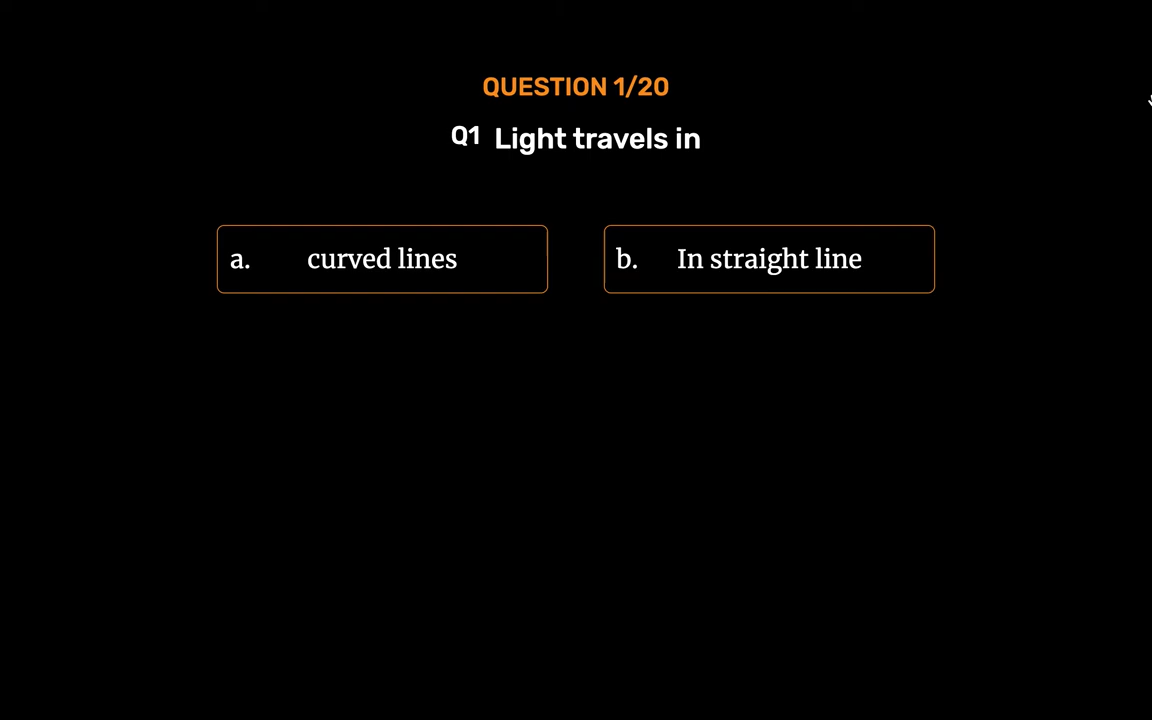 QUESTION 1/20
Q1 Light travels in
a. curved lines
b. In straight line